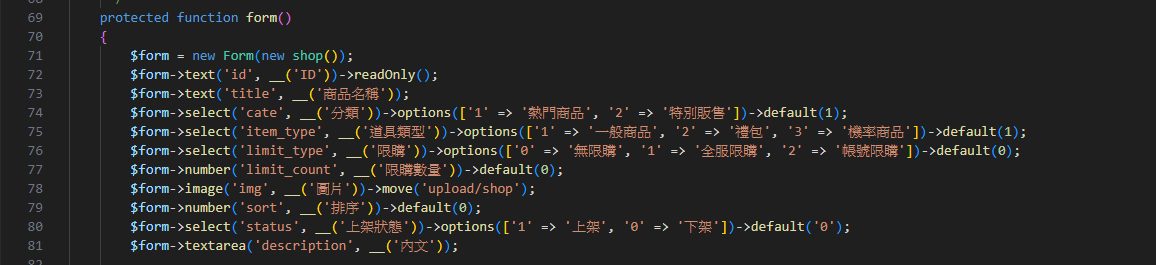 69 protected function form()
70 {
71 $form = new Form(new shop());
72 $form->text('id', __('ID'))->readOnly();
73 $form->text('title', __('商品名稱'));
74 $form->select('cate', __('分類'))->options(['1' => '熱門商品', '2' => '特別販售'])->default(1);
75 $form->select('item_type', __('道具類型'))->options(['1' => '一般商品', '2' => '禮包', '3' => '機率商品'])->default(1);
76 $form->select('limit_type', __('限購'))->options(['0' => '無限購', '1' => '全服限購', '2' => '帳號限購'])->default(0);
77 $form->number('limit_count', __('限購數量'))->default(0);
78 $form->image('img', __('圖片'))->move('upload/shop');
79 $form->number('sort', __('排序'))->default(0);
80 $form->select('status', __('上架狀態'))->options(['1' => '上架', '0' => '下架'])->default('0');
81 $form->textarea('description', __('內文'));